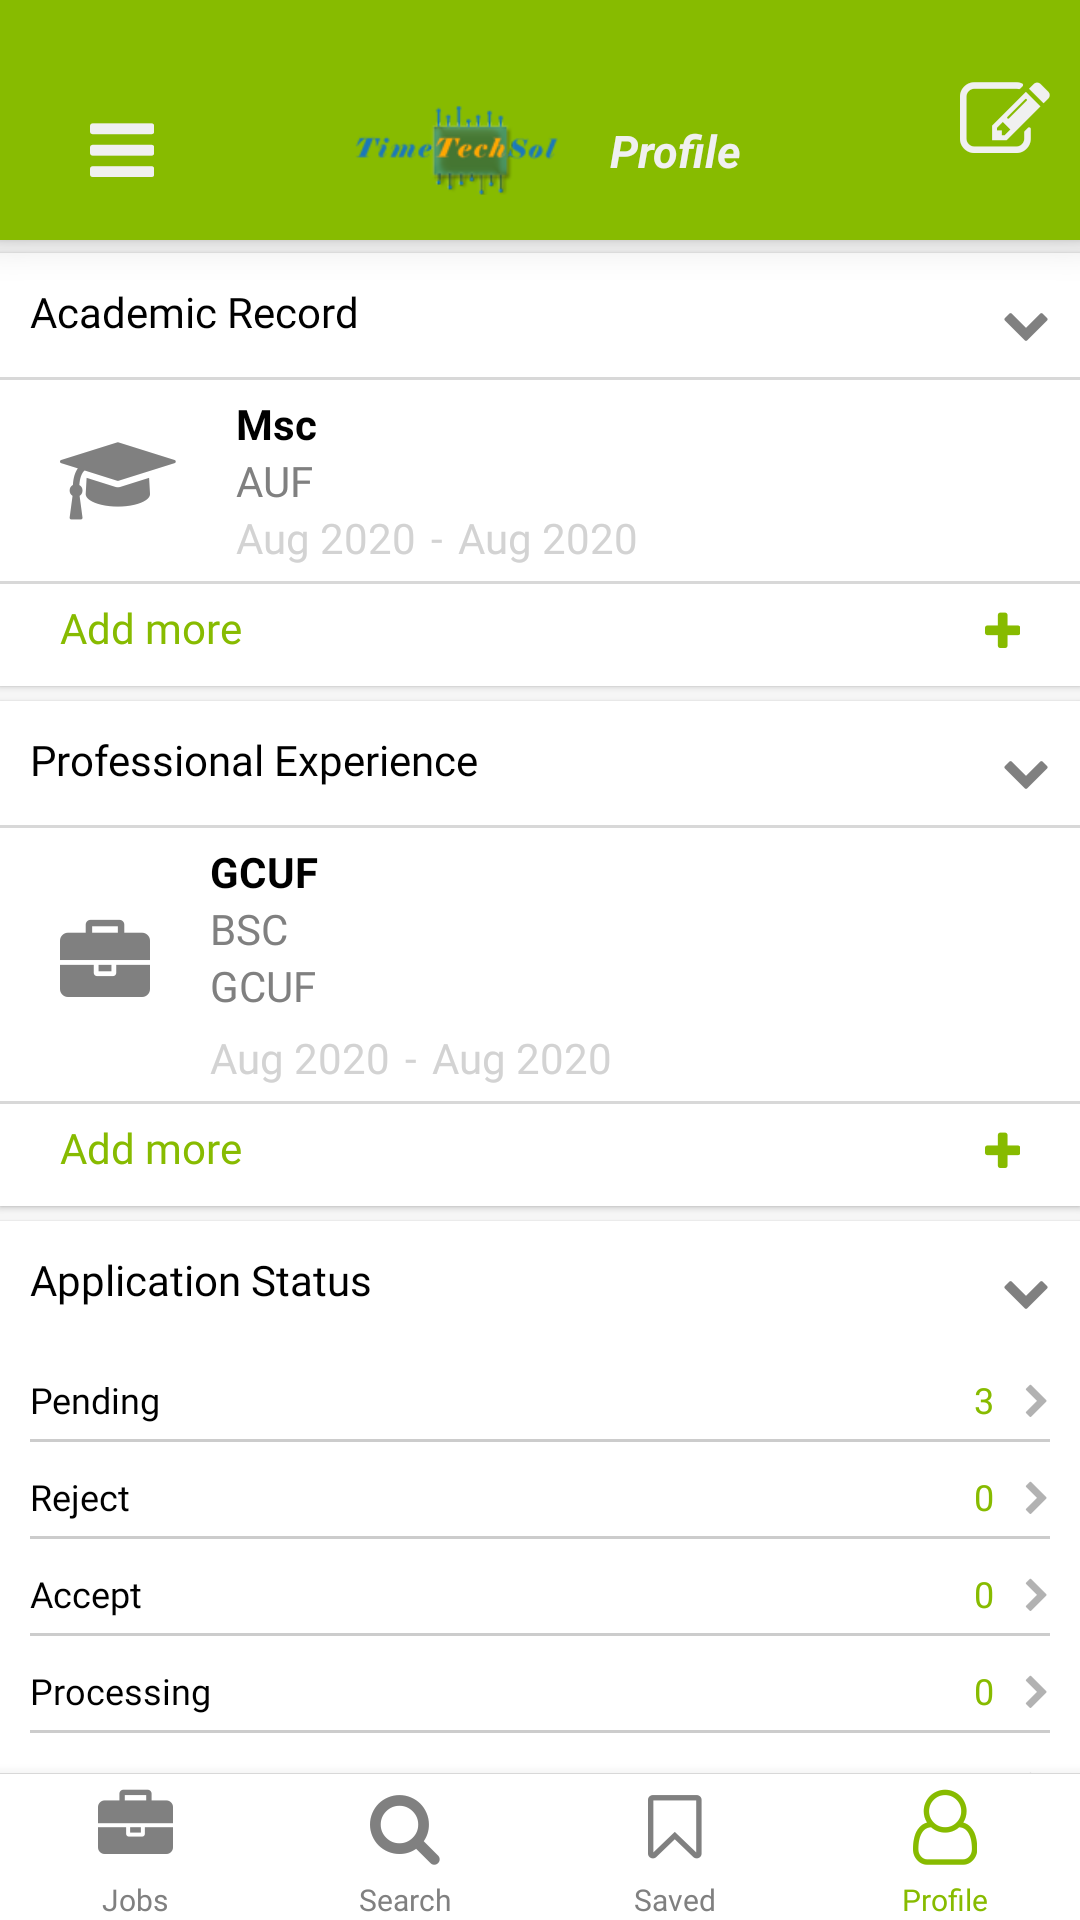 TimeTechSol Profile
Academic Record
Msc
AUF
Aug 2020 - Aug 2020
Add more
Professional Experience
GCUF
BSC
GCUF
Aug 2020 - Aug 2020
Add more
Application Status
Pending 3
Reject 0
Accept 0
Processing 0
Jobs Search Saved Profile